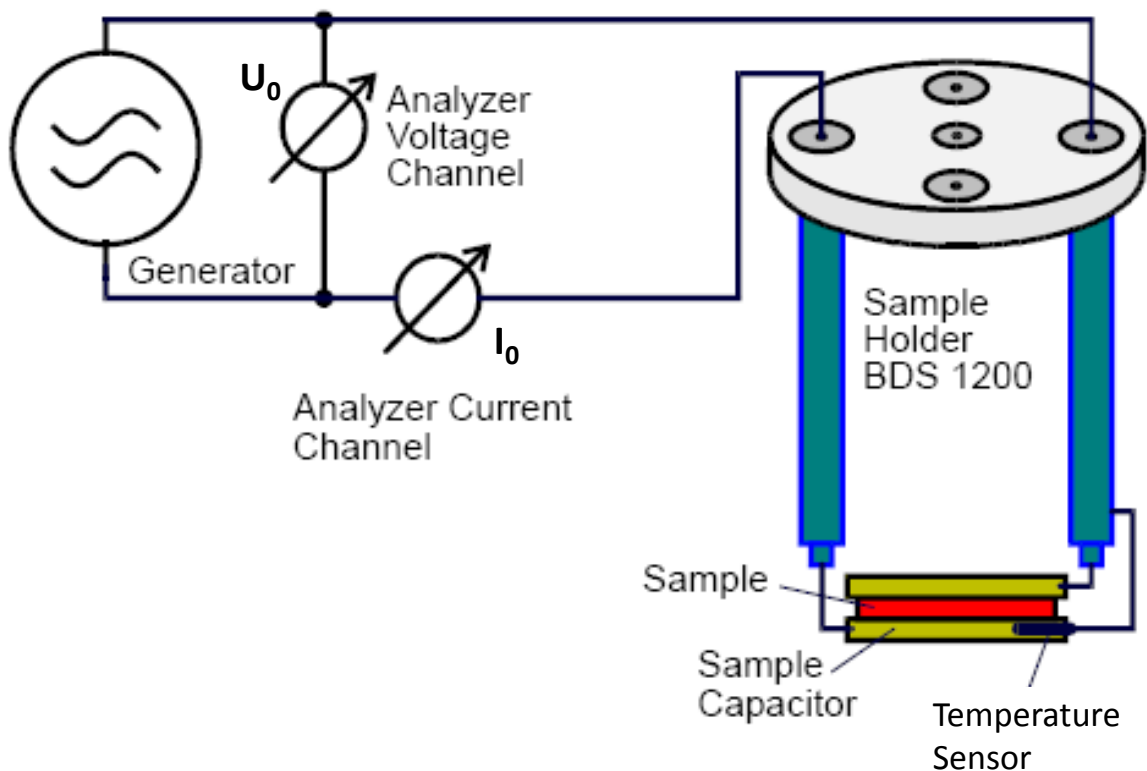 U0
Analyzer
Voltage
Channel
Generator
I0
Analyzer Current
Channel
Sample
Holder
BDS 1200
Sample
Sample
Capacitor
Temperature
Sensor